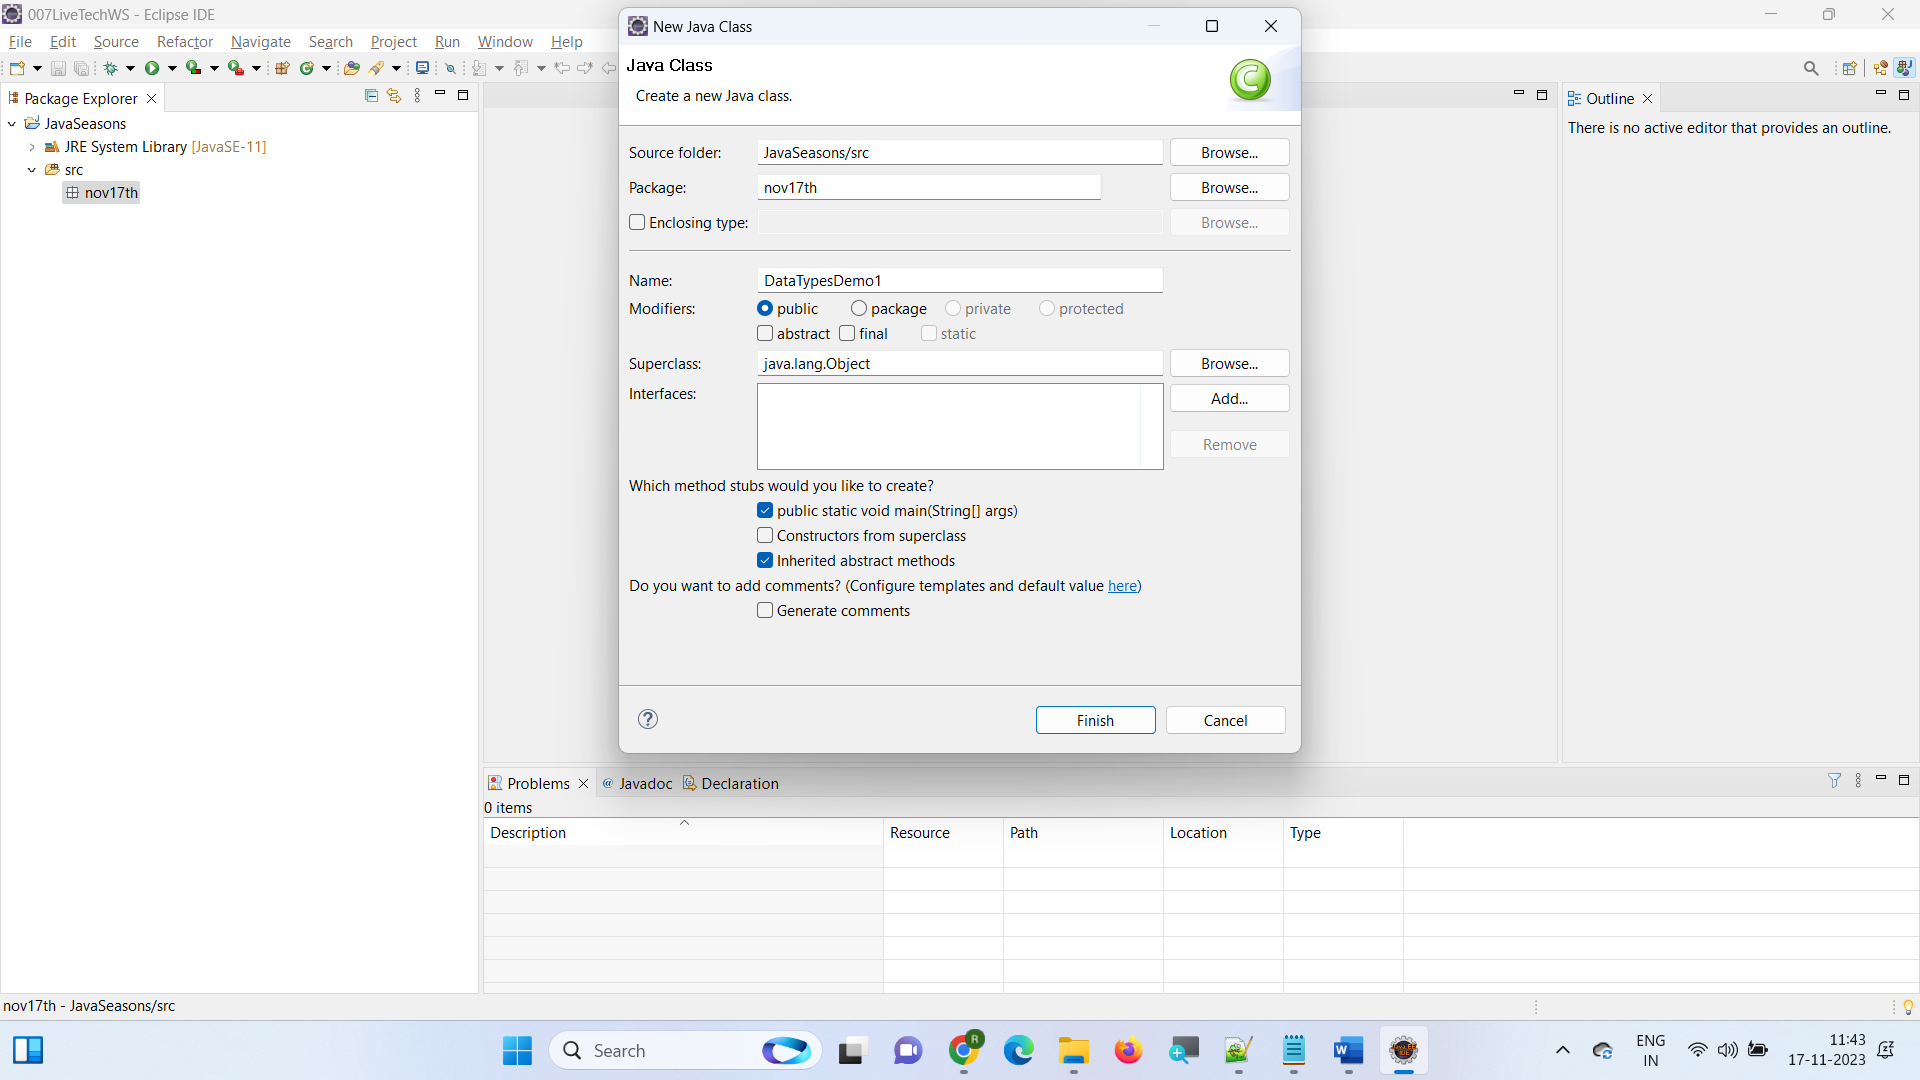 007LiveTechWS - Eclipse IDE
File Edit Source Refactor Navigate Search Project Run Window Help
Package Explorer
JavaSeasons
JRE System Library [JavaSE-11]
src
nov17th
New Java Class
Java Class
Create a new Java class.
Source folder: JavaSeasons/src Browse...
Package: nov17th Browse...
Enclosing type: Browse...
Name: DataTypesDemo1
Modifiers: public package private protected
abstract final static
Superclass: java.lang.Object Browse...
Interfaces: Add...
Remove
Which method stubs would you like to create?
public static void main(String[] args)
Constructors from superclass
Inherited abstract methods
Do you want to add comments? (Configure templates and default value here)
Generate comments
Finish Cancel
Outline
There is no active editor that provides an outline.
Problems @ Javadoc Declaration
0 items
Description Resource Path Location Type
nov17th - JavaSeasons/src
Search
R
ENG
IN
11:43
17-11-2023